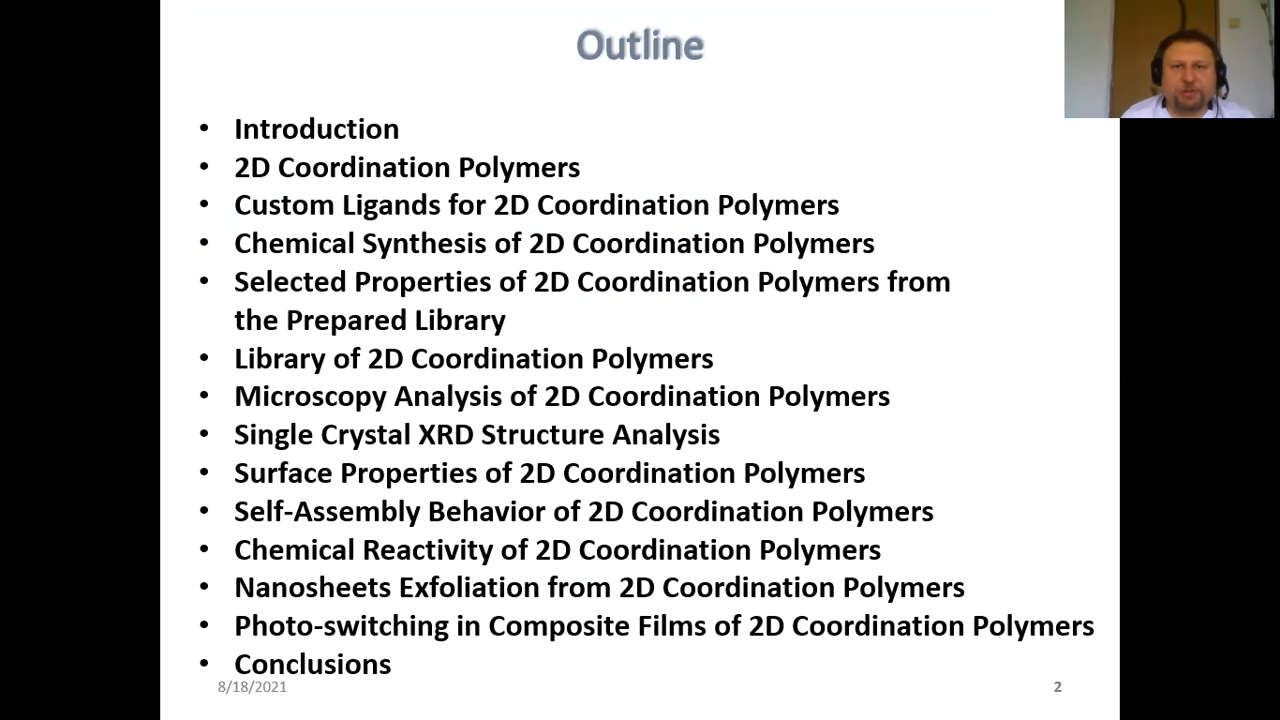 Outline
• Introduction
• 2D Coordination Polymers
• Custom Ligands for 2D Coordination Polymers
• Chemical Synthesis of 2D Coordination Polymers
• Selected Properties of 2D Coordination Polymers from
the Prepared Library
• Library of 2D Coordination Polymers
• Microscopy Analysis of 2D Coordination Polymers
• Single Crystal XRD Structure Analysis
• Surface Properties of 2D Coordination Polymers
• Self-Assembly Behavior of 2D Coordination Polymers
• Chemical Reactivity of 2D Coordination Polymers
• Nanosheets Exfoliation from 2D Coordination Polymers
• Photo-switching in Composite Films of 2D Coordination Polymers
• Conclusions
8/18/2021 2